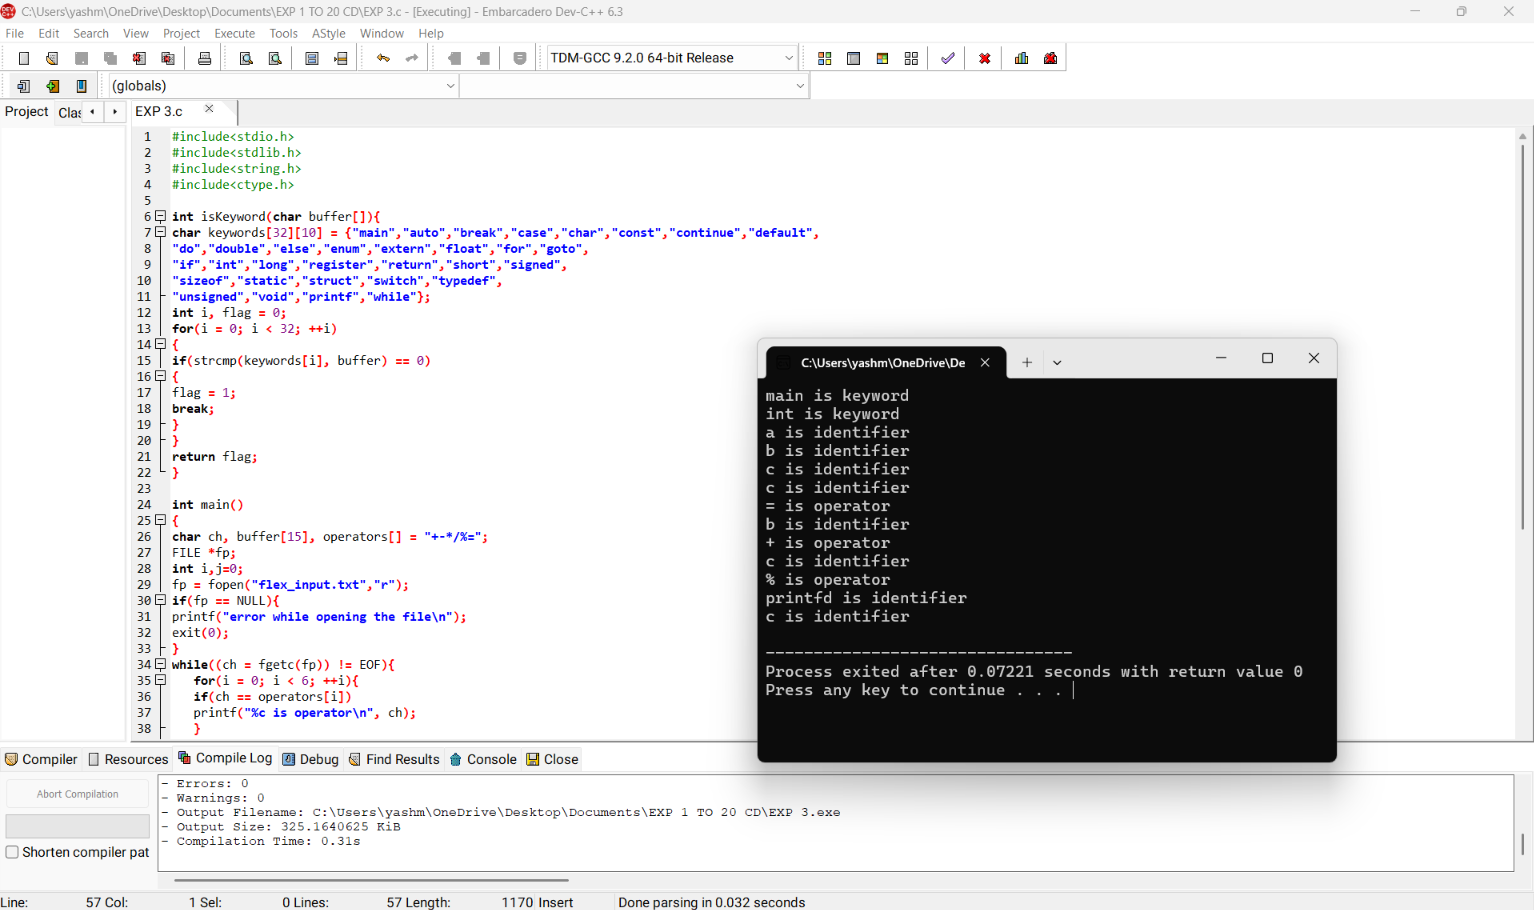 C:\Users\yashm\OneDrive\Desktop\Documents\EXP 1 TO 20 CD\EXP 3.c - [Executing] - Embarcadero Dev-C++ 6.3
File Edit Search View Project Execute Tools AStyle Window Help
TDM-GCC 9.2.0 64-bit Release
(globals)
Project Clas EXP 3.c
1 #include<stdio.h>
2 #include<stdlib.h>
3 #include<string.h>
4 #include<ctype.h>
5
6 int isKeyword(char buffer[]){
7 char keywords[32][10] = {"main","auto","break","case","char","const","continue","default",
8 "do","double","else","enum","extern","float","for","goto",
9 "if","int","long","register","return","short","signed",
10 "sizeof","static","struct","switch","typedef",
11 "unsigned","void","printf","while"};
12 int i, flag = 0;
13 for(i = 0; i < 32; ++i)
14 {
15 if(strcmp(keywords[i], buffer) == 0)
16 {
17 flag = 1;
18 break;
19 }
20 }
21 return flag;
22 }
23
24 int main()
25 {
26 char ch, buffer[15], operators[] = "+-*/%=";
27 FILE *fp;
28 int i,j=0;
29 fp = fopen("flex_input.txt","r");
30 if(fp == NULL){
31 printf("error while opening the file\n");
32 exit(0);
33 }
34 while((ch = fgetc(fp)) != EOF){
35 for(i = 0; i < 6; ++i){
36 if(ch == operators[i])
37 printf("%c is operator\n", ch);
38 }
C:\Users\yashm\OneDrive\De
main is keyword
int is keyword
a is identifier
b is identifier
c is identifier
c is identifier
= is operator
b is identifier
+ is operator
c is identifier
% is operator
printfd is identifier
c is identifier
--------------------------------
Process exited after 0.07221 seconds with return value 0
Press any key to continue . . .
Compiler Resources Compile Log Debug Find Results Console Close
Abort Compilation
Shorten compiler pat
- Errors: 0
- Warnings: 0
- Output Filename: C:\Users\yashm\OneDrive\Desktop\Documents\EXP 1 TO 20 CD\EXP 3.exe
- Output Size: 325.1640625 KiB
- Compilation Time: 0.31s
Line: 57 Col: 1 Sel: 0 Lines: 57 Length: 1170 Insert Done parsing in 0.032 seconds